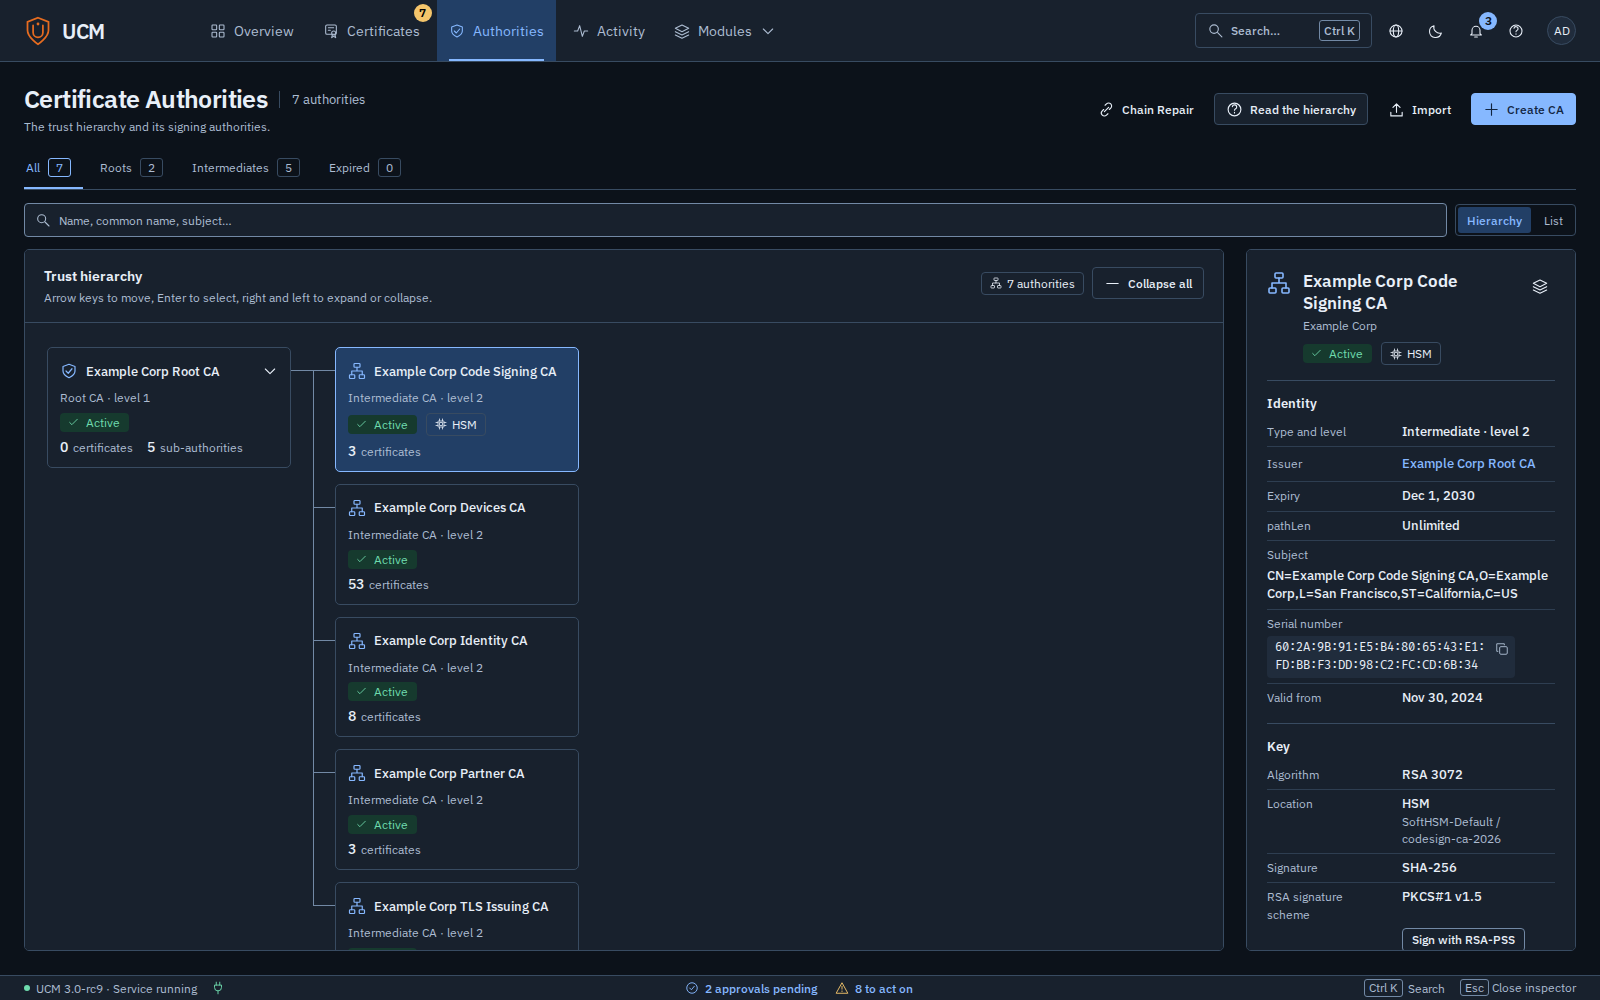 UCM
Overview
Certificates
7
Authorities
Activity
Modules
Search...
Ctrl K
3
AD
Certificate Authorities
7 authorities
The trust hierarchy and its signing authorities.
Chain Repair
Read the hierarchy
Import
Create CA
All 7
Roots 2
Intermediates 5
Expired 0
Name, common name, subject...
Hierarchy
List
Trust hierarchy
Arrow keys to move, Enter to select, right and left to expand or collapse.
7 authorities
Collapse all
Example Corp Root CA
Root CA · level 1
Active
0 certificates 5 sub-authorities
Example Corp Code Signing CA
Intermediate CA · level 2
Active
HSM
3 certificates
Example Corp Devices CA
Intermediate CA · level 2
Active
53 certificates
Example Corp Identity CA
Intermediate CA · level 2
Active
8 certificates
Example Corp Partner CA
Intermediate CA · level 2
Active
3 certificates
Example Corp TLS Issuing CA
Intermediate CA · level 2
Example Corp Code
Signing CA
Example Corp
Active
HSM
Identity
Type and level Intermediate · level 2
Issuer Example Corp Root CA
Expiry Dec 1, 2030
pathLen Unlimited
Subject
CN=Example Corp Code Signing CA,O=Example
Corp,L=San Francisco,ST=California,C=US
Serial number
60:2A:9B:91:E5:B4:80:65:43:E1:
FD:BB:F3:DD:98:C2:FC:CD:6B:34
Valid from Nov 30, 2024
Key
Algorithm RSA 3072
Location HSM
SoftHSM-Default /
codesign-ca-2026
Signature SHA-256
RSA signature PKCS#1 v1.5
scheme
Sign with RSA-PSS
UCM 3.0-rc9 · Service running
2 approvals pending
8 to act on
Ctrl K Search
Esc Close inspector